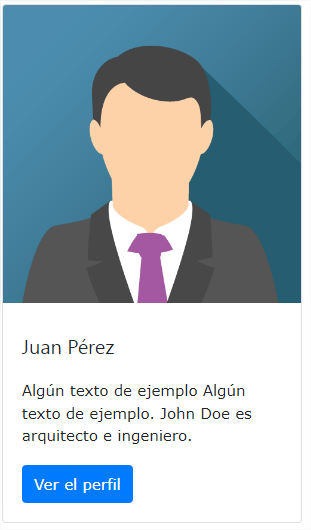 Juan Pérez
Algún texto de ejemplo Algún
texto de ejemplo. John Doe es
arquitecto e ingeniero.
Ver el perfil